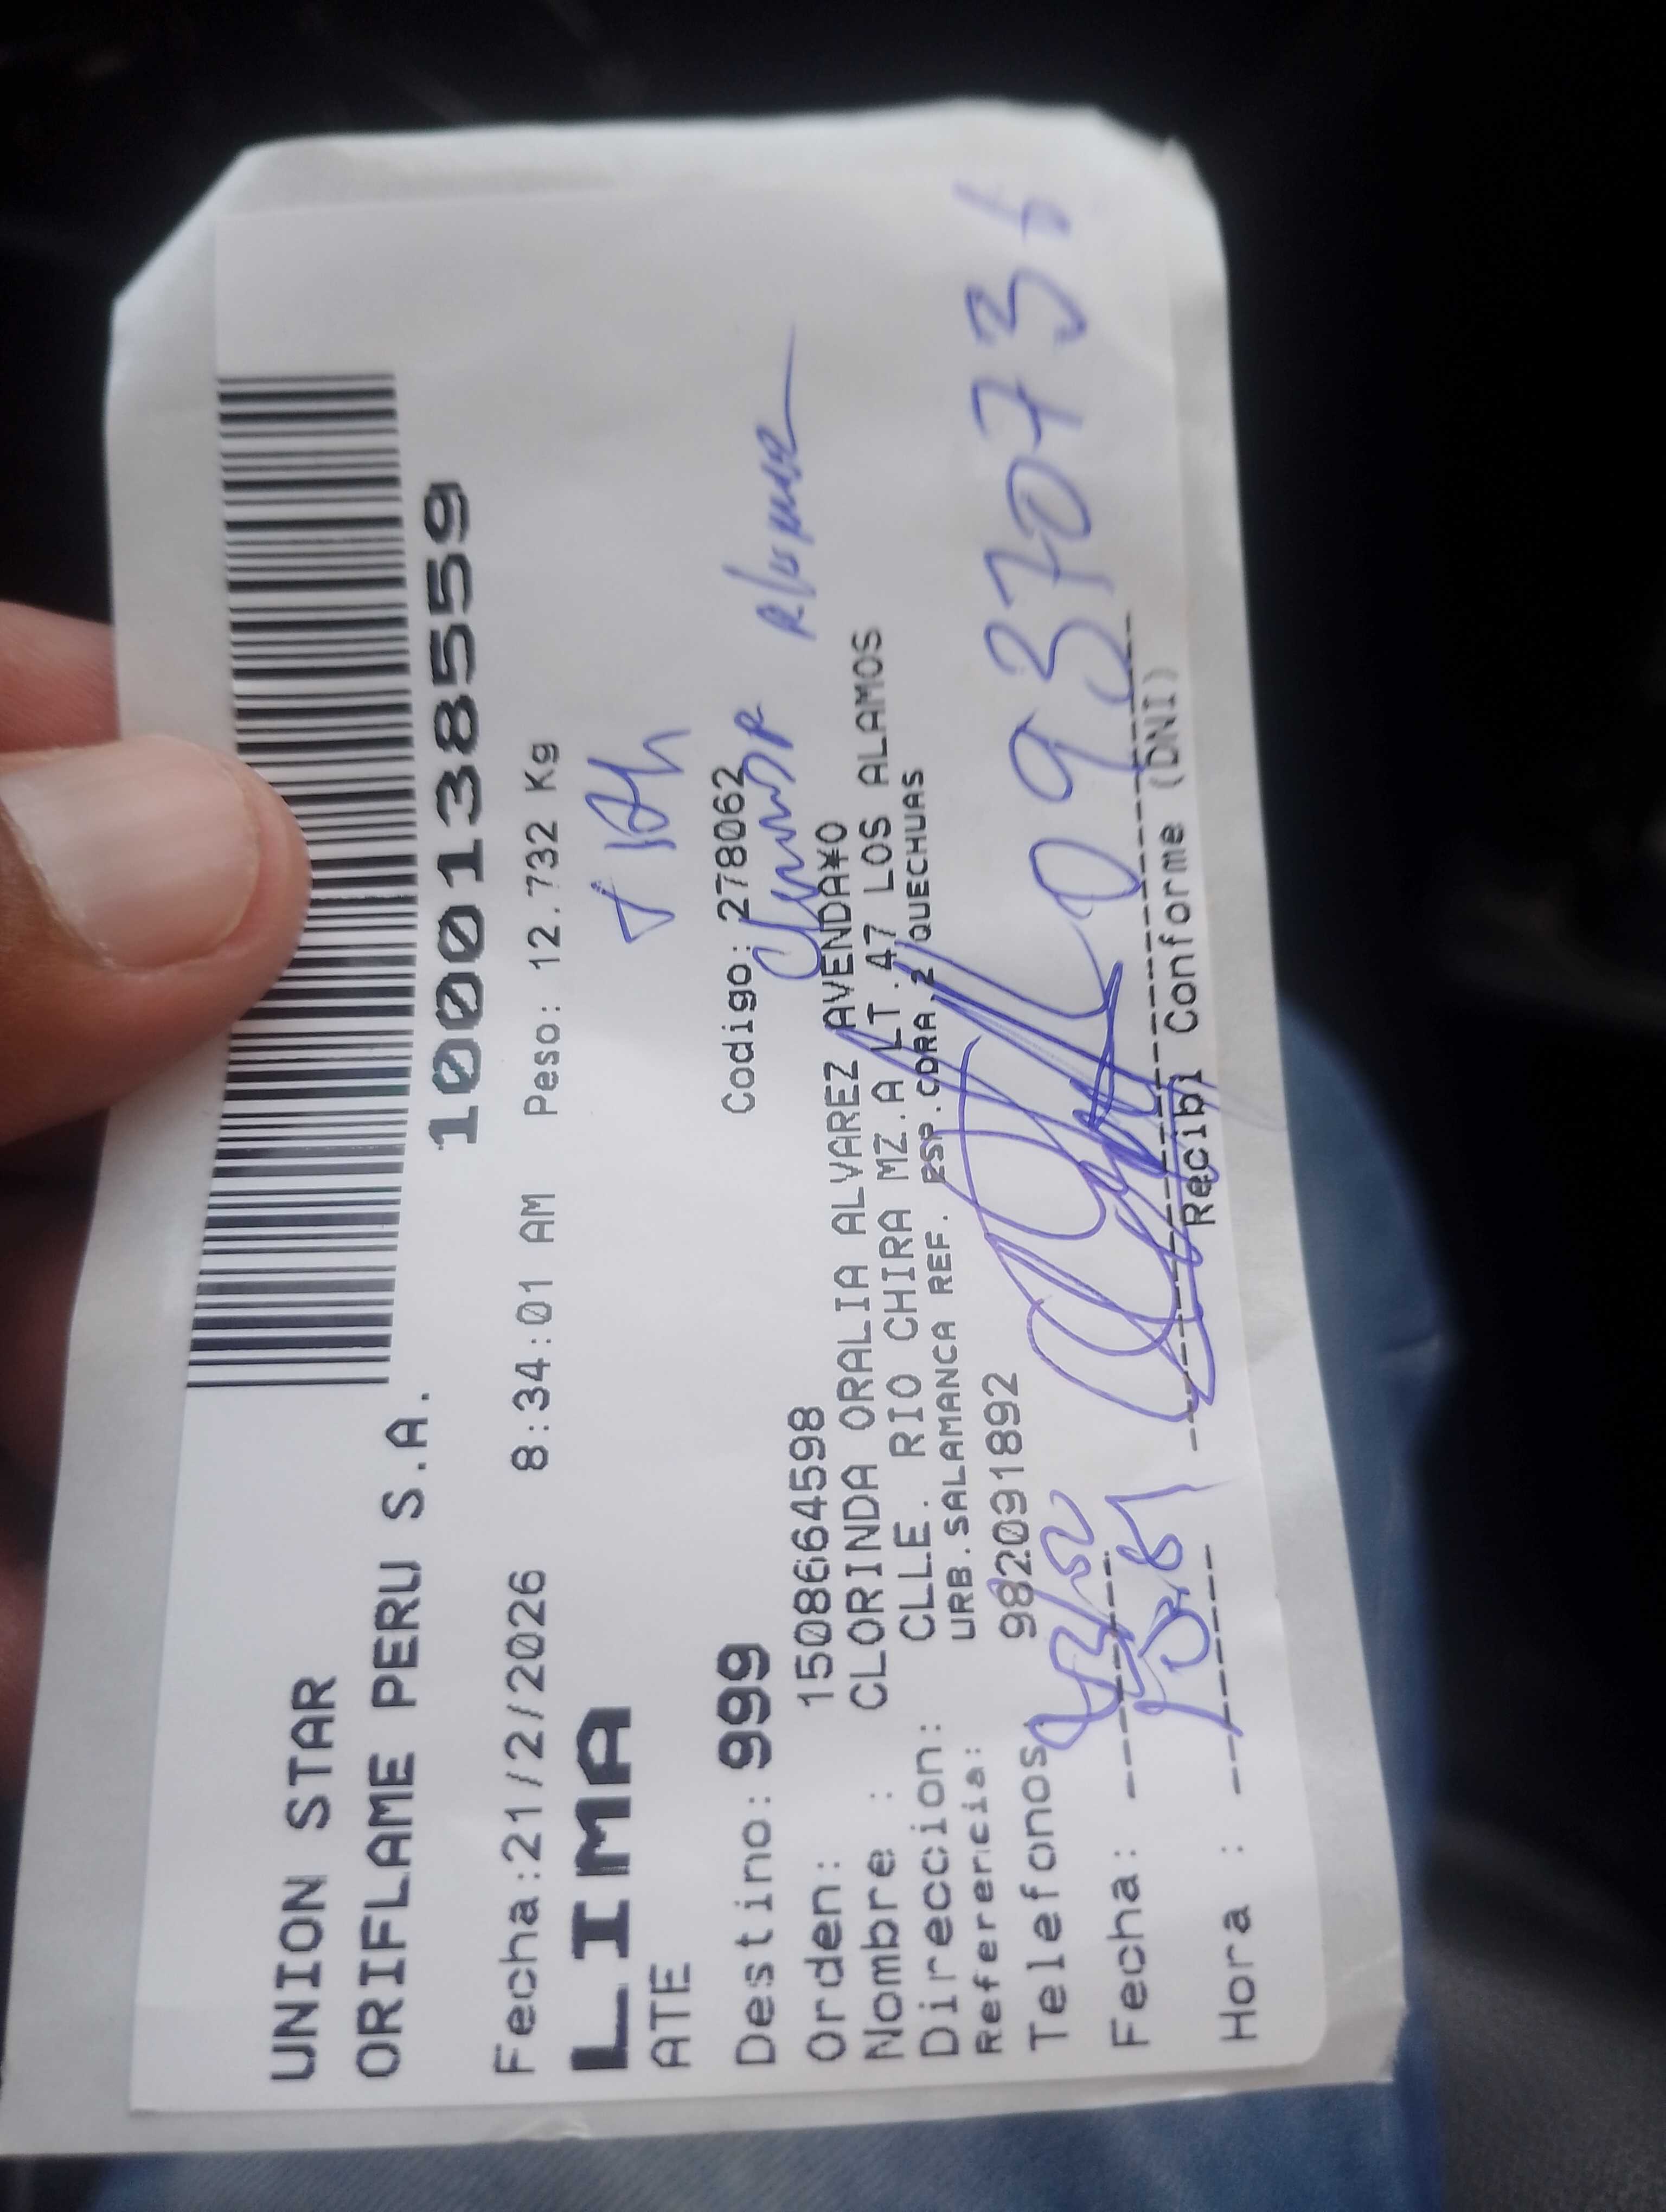 UNION STAR
ORIFLAME PERU S.A.
1000138559
Fecha:21/2/2026 8:34:01 AM Peso: 12.732 Kg
LIMA
ATE
Destino: 999 Codigo: 278062
Orden: 1508664598
Nombre : CLORINDA ORALIA ALVAREZ AVENDA¥O
Direccion: CLLE. RIO CHIRA MZ.A LT.47 LOS ALAMOS
Referencia: URB.SALAMANCA REF. ESP.CDRA.2 QUECHUAS
Telefonos 982091892
Fecha:
Hora :
09370736
Recibi Conforme (DNI)